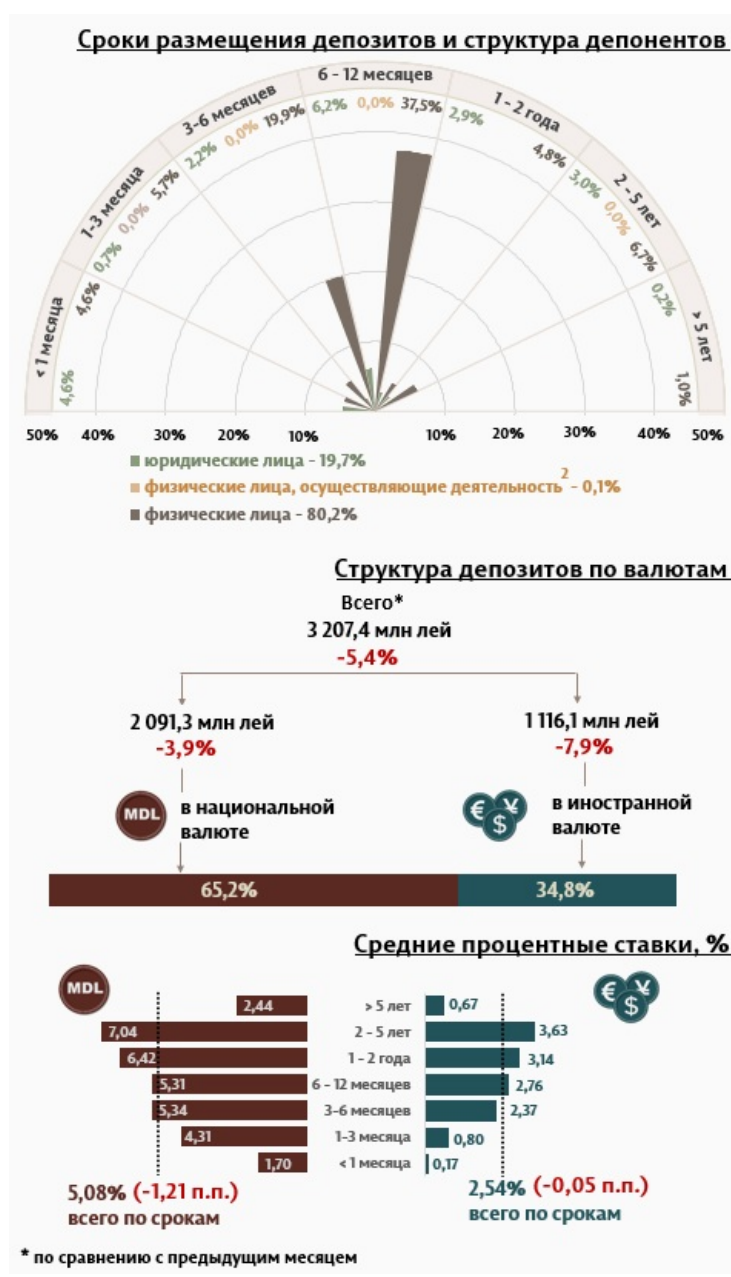 Сроки размещения депозитов и структура депонентов
< 1 месяца
1-3 месяца
3-6 месяцев
6 - 12 месяцев
1 - 2 года
2 - 5 лет
> 5 лет
4,6%
4,6%
0,7%
0,0%
5,7%
2,2%
0,0%
19,9%
6,2%
0,0%
37,5%
2,9%
4,8%
3,0%
0,0%
6,7%
0,2%
1,0%
50% 40% 30% 20% 10% 10% 20% 30% 40% 50%
юридические лица - 19,7%
физические лица, осуществляющие деятельность2 - 0,1%
физические лица - 80,2%
Структура депозитов по валютам
Всего*
3 207,4 млн лей
-5,4%
2 091,3 млн лей
-3,9%
1 116,1 млн лей
-7,9%
MDL
в национальной
валюте
€ ¥ $
в иностранной
валюте
65,2% 34,8%
Средние процентные ставки, %
MDL
€ ¥ $
2,44 > 5 лет 0,67
7,04 2 - 5 лет 3,63
6,42 1 - 2 года 3,14
5,31 6 - 12 месяцев 2,76
5,34 3-6 месяцев 2,37
4,31 1-3 месяца 0,80
1,70 < 1 месяца 0,17
5,08% (-1,21 п.п.)
всего по срокам
2,54% (-0,05 п.п.)
всего по срокам
* по сравнению с предыдущим месяцем